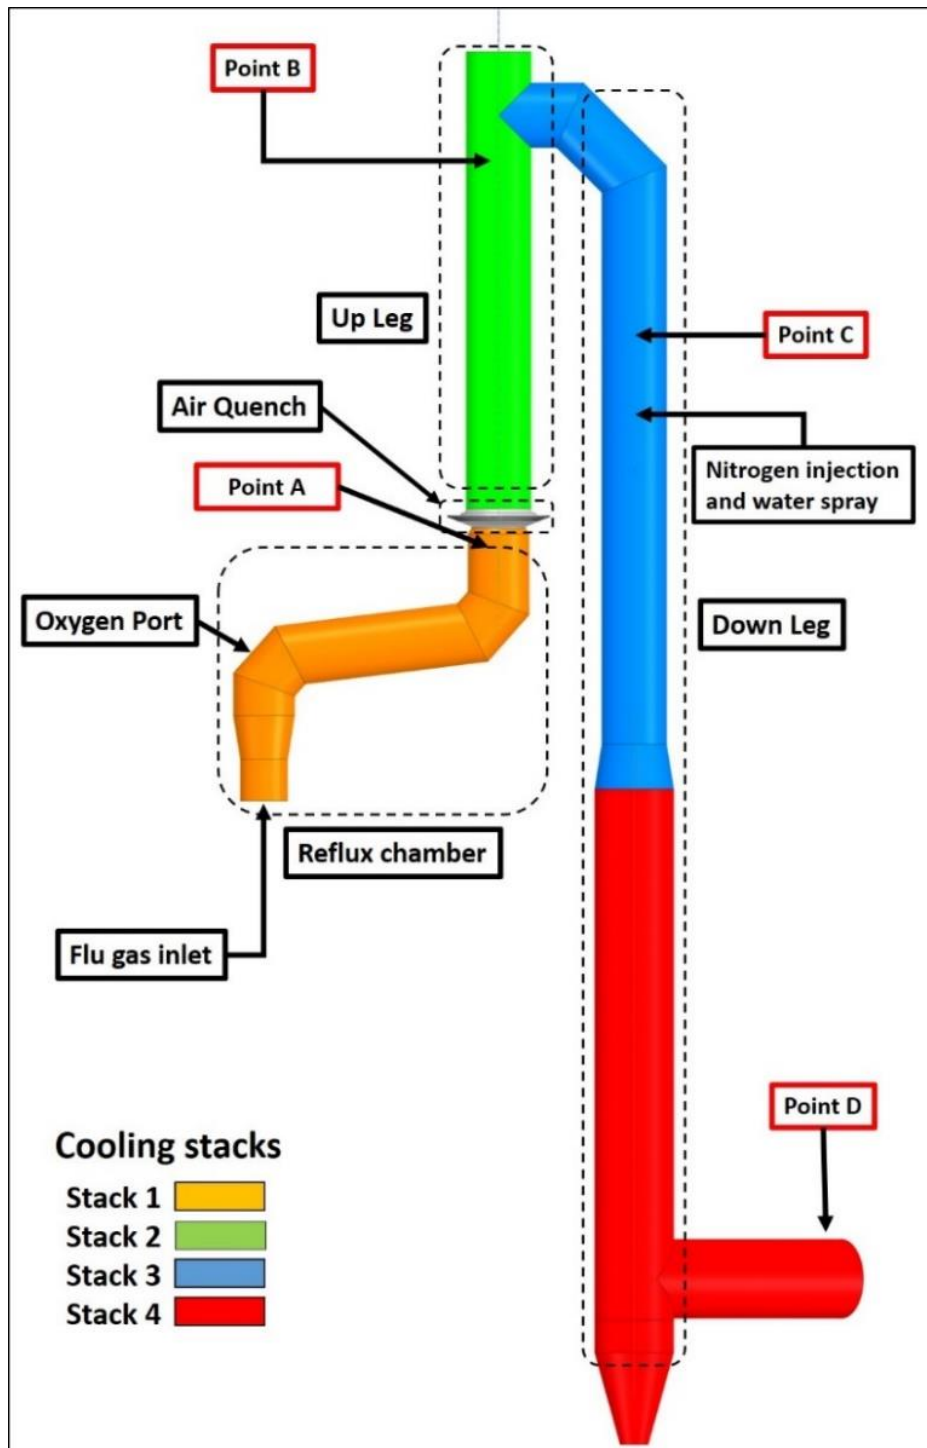 Point B
Up Leg
Point C
Air Quench
Point A
Nitrogen injection
and water spray
Oxygen Port
Down Leg
Reflux chamber
Flu gas inlet
Point D
Cooling stacks
Stack 1
Stack 2
Stack 3
Stack 4